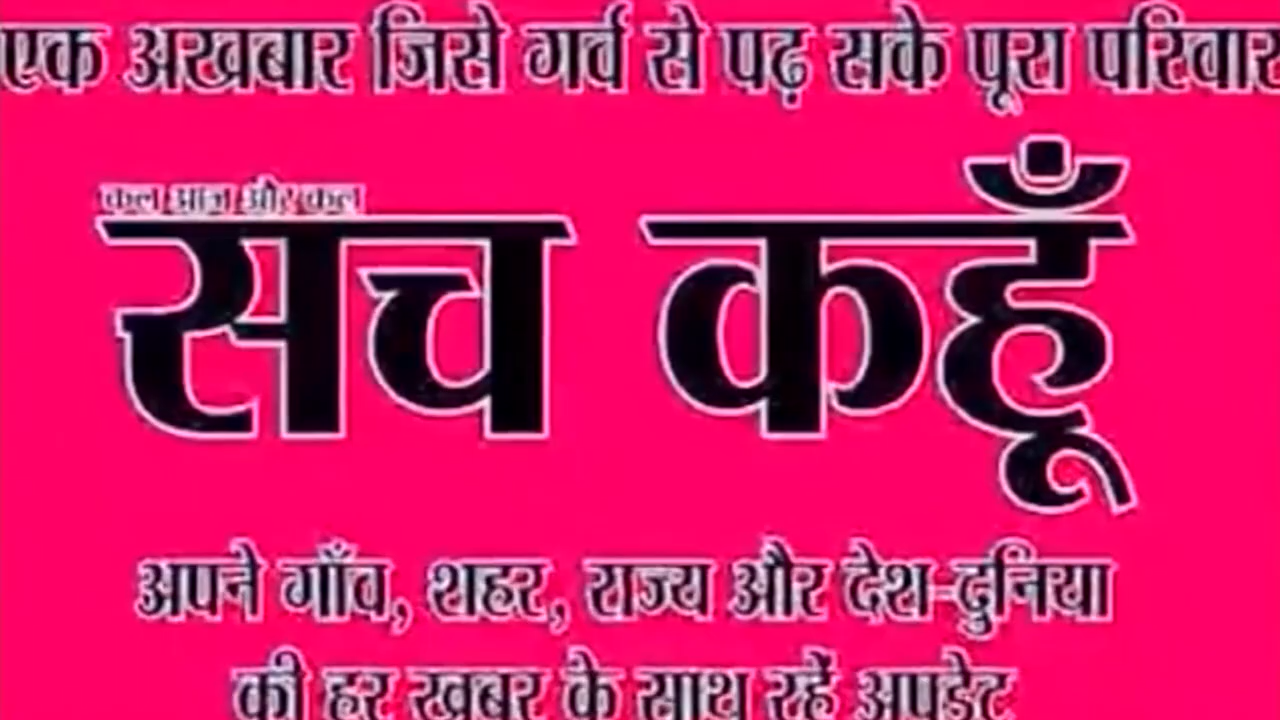 एक अखबार जिसे गर्व से पढ़ सके पूरा परिवार
कल आज और कल
सच कहूँ
अपने गाँव, शहर, राज्य और देश-दुनिया
की हर खबर के साथ रहें अपडेट